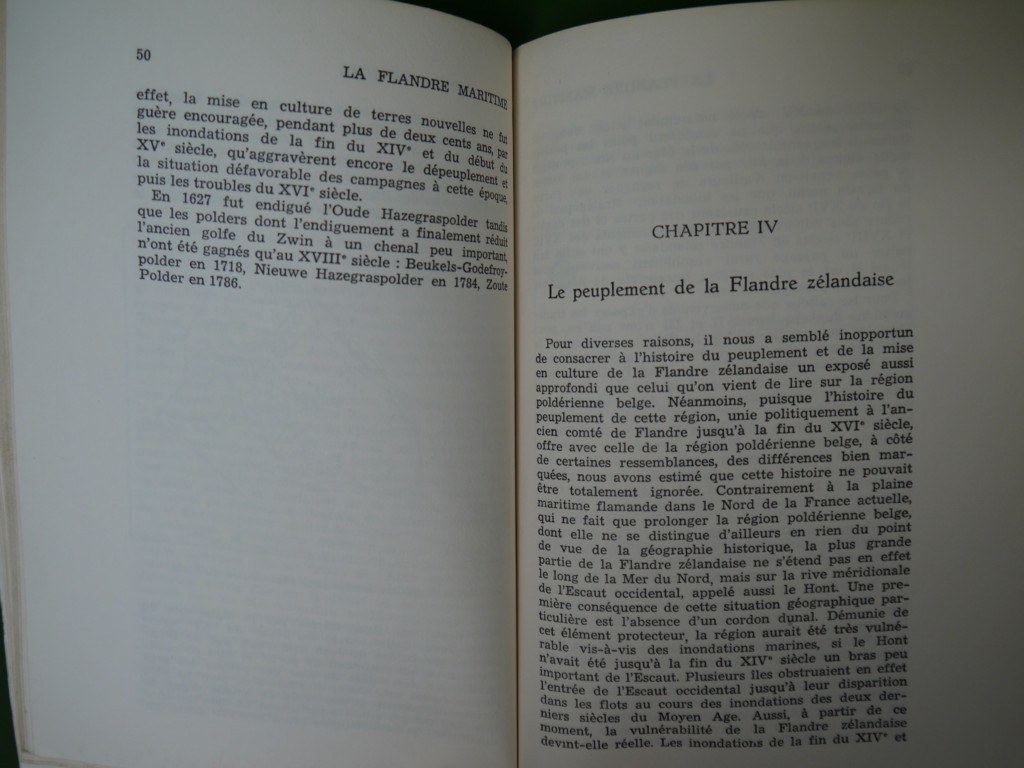 50
LA FLANDRE MARITIME
effet, la mise en culture de terres nouvelles ne fut
guère encouragée, pendant plus de deux cents ans, par
les inondations de la fin du XIVᵉ et du début du
XVᵉ siècle, qu'aggravèrent encore le dépeuplement et
la situation défavorable des campagnes à cette époque,
puis les troubles du XVIᵉ siècle.
En 1627 fut endigué l'Oude Hazegraspolder tandis
que les polders dont l'endiguement a finalement réduit
l'ancien golfe du Zwin à un chenal peu important,
n'ont été gagnés qu'au XVIIIᵉ siècle : Beukels-Godefroy-
polder en 1718, Nieuwe Hazegraspolder en 1784, Zoute
Polder en 1786.
CHAPITRE IV
Le peuplement de la Flandre zélandaise
Pour diverses raisons, il nous a semblé inopportun
de consacrer à l'histoire du peuplement et de la mise
en culture de la Flandre zélandaise un exposé aussi
approfondi que celui qu'on vient de lire sur la région
poldérienne belge. Néanmoins, puisque l'histoire du
peuplement de cette région, unie politiquement à l'an-
cien comté de Flandre jusqu'à la fin du XVIᵉ siècle,
offre avec celle de la région poldérienne belge, à côté
de certaines ressemblances, des différences bien mar-
quées, nous avons estimé que cette histoire ne pouvait
être totalement ignorée. Contrairement à la plaine
maritime flamande dans le Nord de la France actuelle,
qui ne fait que prolonger la région poldérienne belge,
dont elle ne se distingue d'ailleurs en rien du point
de vue de la géographie historique, la plus grande
partie de la Flandre zélandaise ne s'étend pas en effet
le long de la Mer du Nord, mais sur la rive méridionale
de l'Escaut occidental, appelé aussi le Hont. Une pre-
mière conséquence de cette situation géographique par-
ticulière est l'absence d'un cordon dunal. Démunie de
cet élément protecteur, la région aurait été très vulné-
rable vis-à-vis des inondations marines, si le Hont
n'avait été jusqu'à la fin du XIVᵉ siècle un bras peu
important de l'Escaut. Plusieurs îles obstruaient en effet
l'entrée de l'Escaut occidental jusqu'à leur disparition
dans les flots au cours des inondations des deux der-
niers siècles du Moyen Age. Aussi, à partir de ce
moment, la vulnérabilité de la Flandre zélandaise
devint-elle réelle. Les inondations de la fin du XIVᵉ et